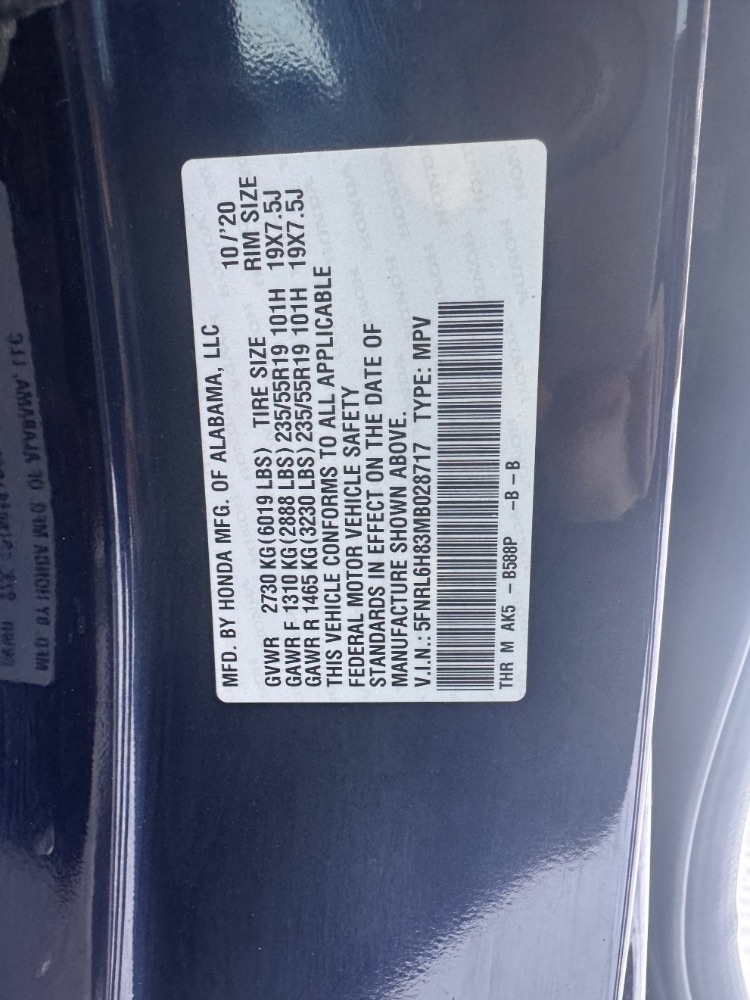 MFD. BY HONDA MFG. OF ALABAMA, LLC 10/'20
GVWR 2730 KG(6019 LBS) TIRE SIZE RIM SIZE
GAWR F 1310 KG(2888 LBS) 235/55R19 101H 19X7.5J
GAWR R 1465 KG(3230 LBS) 235/55R19 101H 19X7.5J
THIS VEHICLE CONFORMS TO ALL APPLICABLE
FEDERAL MOTOR VEHICLE SAFETY
STANDARDS IN EFFECT ON THE DATE OF
MANUFACTURE SHOWN ABOVE.
V.I.N.: 5FNRL6H83MB028717 TYPE: MPV
THR M AK5 - B588P -B-B